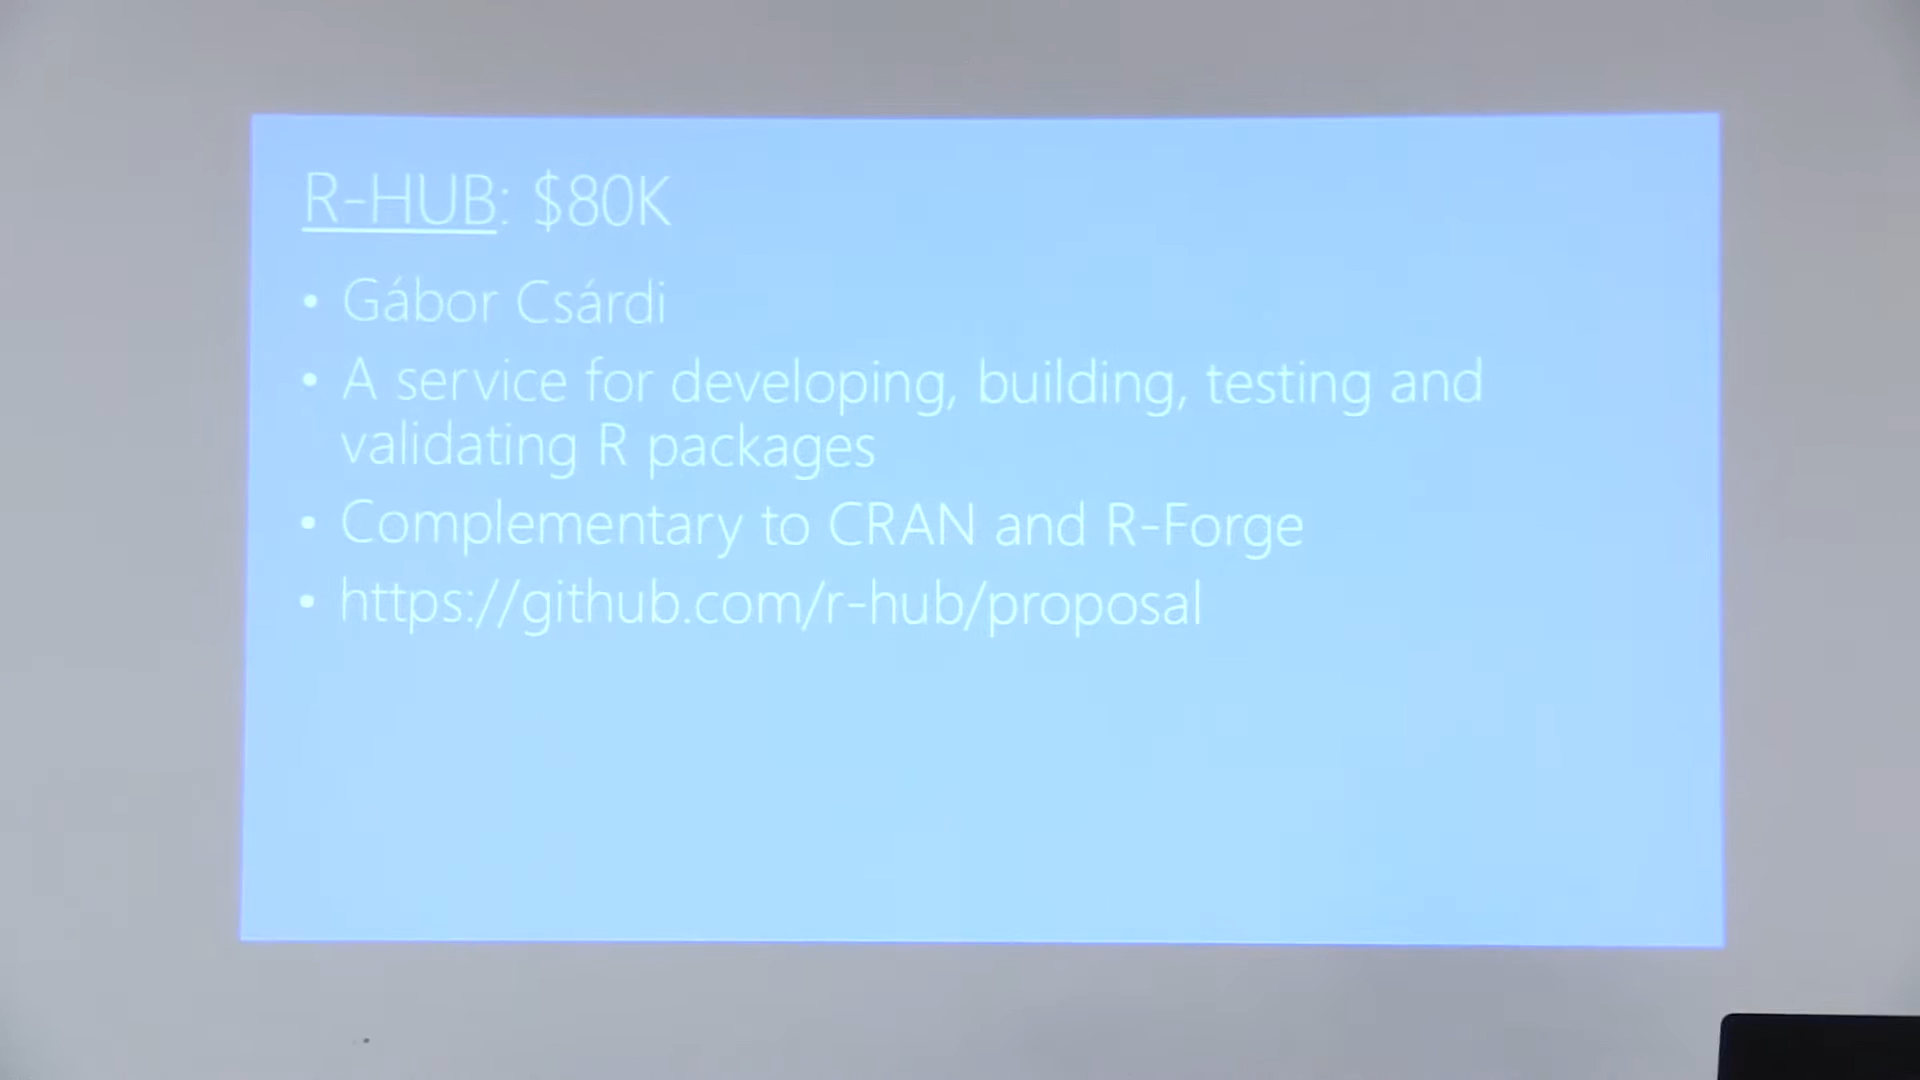 R-HUB: $80K
• Gábor Csárdi
• A service for developing, building, testing and
validating R packages
• Complementary to CRAN and R-Forge
• https://github.com/r-hub/proposal